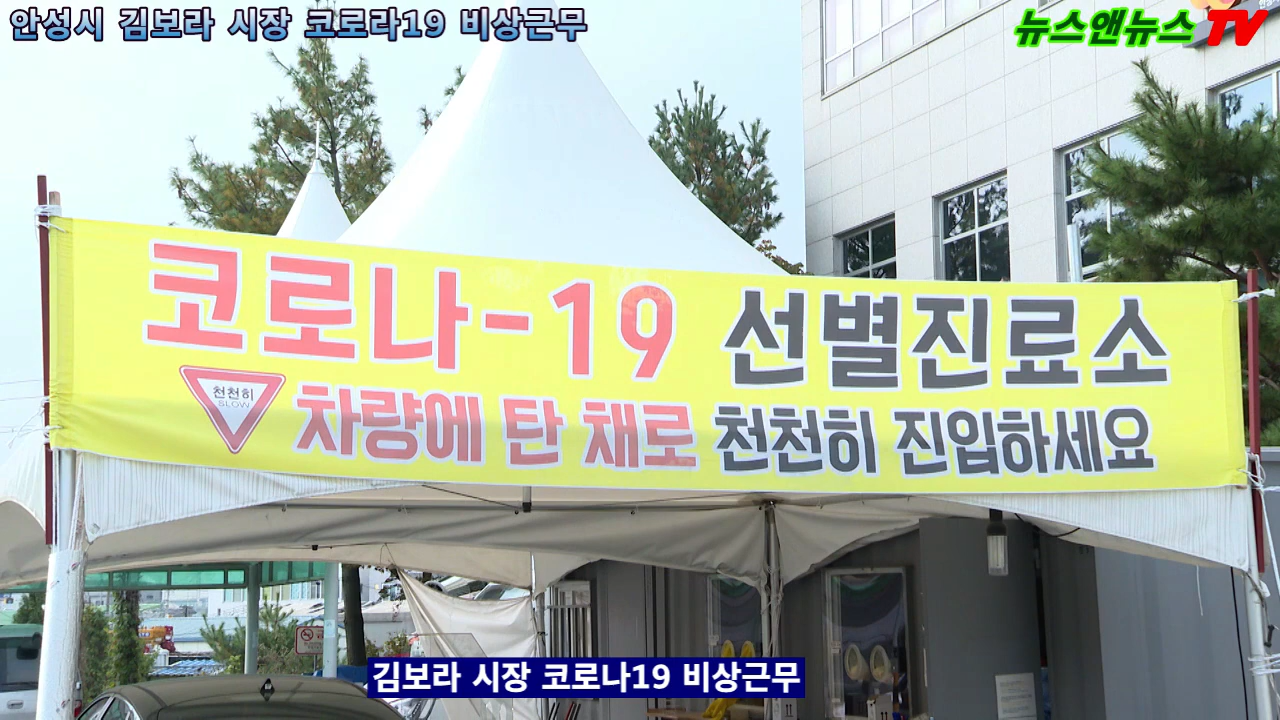 안성시 김보라 시장 코로라19 비상근무
뉴스앤뉴스 TV
코로나-19 선별진료소
천천히
SLOW
차량에 탄 채로 천천히 진입하세요
김보라 시장 코로나19 비상근무